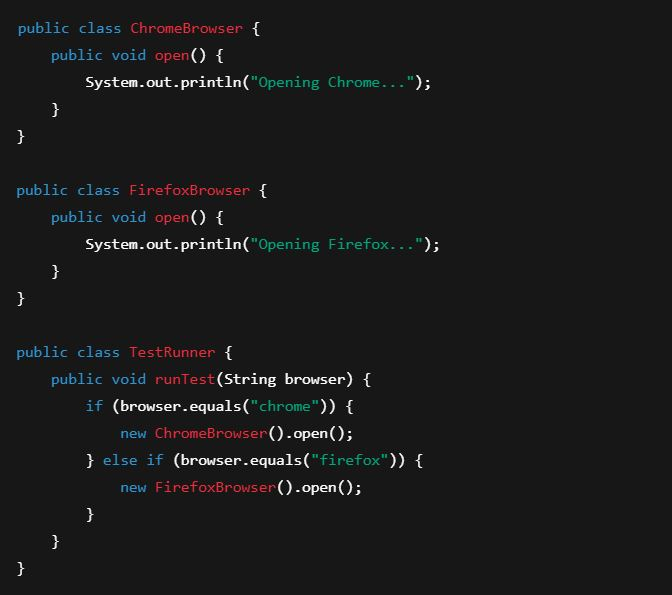 public class ChromeBrowser {
    public void open() {
        System.out.println("Opening Chrome...");
    }
}

public class FirefoxBrowser {
    public void open() {
        System.out.println("Opening Firefox...");
    }
}

public class TestRunner {
    public void runTest(String browser) {
        if (browser.equals("chrome")) {
            new ChromeBrowser().open();
        } else if (browser.equals("firefox")) {
            new FirefoxBrowser().open();
        }
    }
}